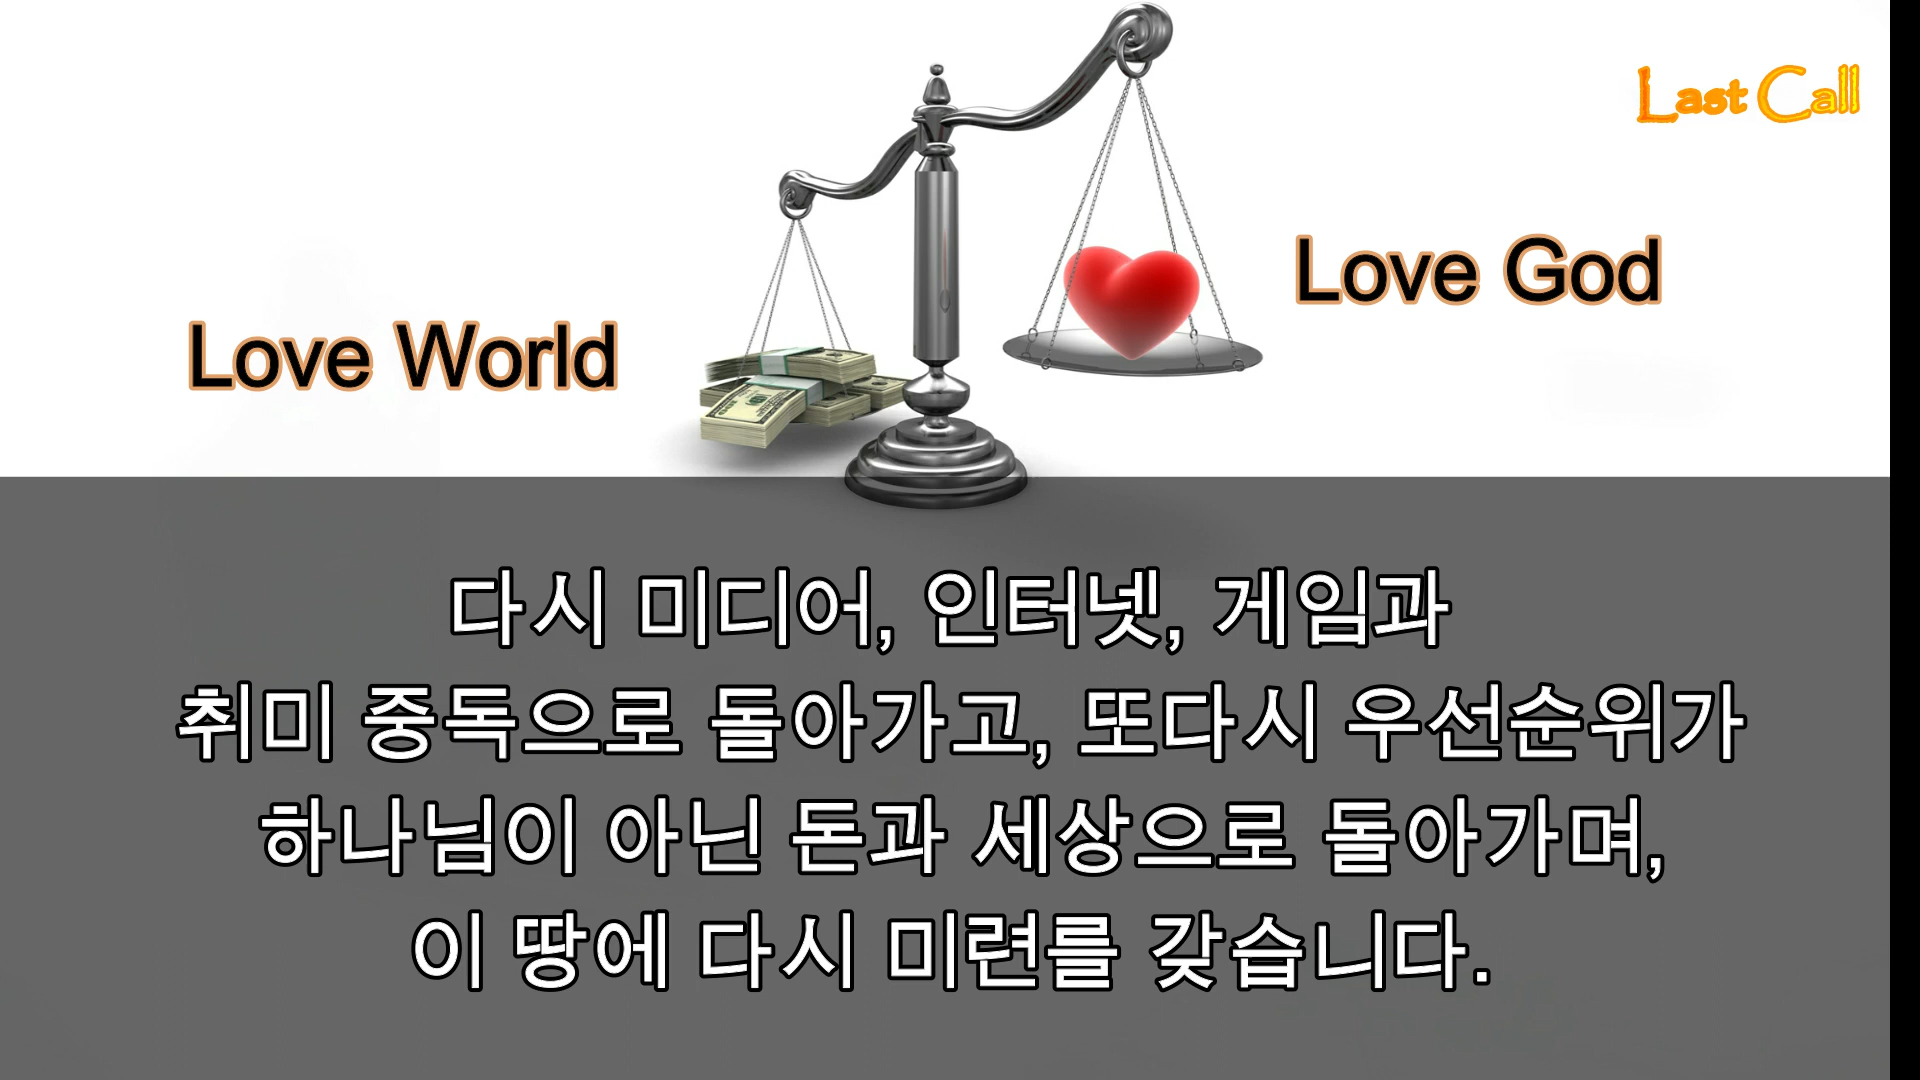 Last Call
Love God
Love World
다시 미디어, 인터넷, 게임과
취미 중독으로 돌아가고, 또다시 우선순위가
하나님이 아닌 돈과 세상으로 돌아가며,
이 땅에 다시 미련를 갖습니다.